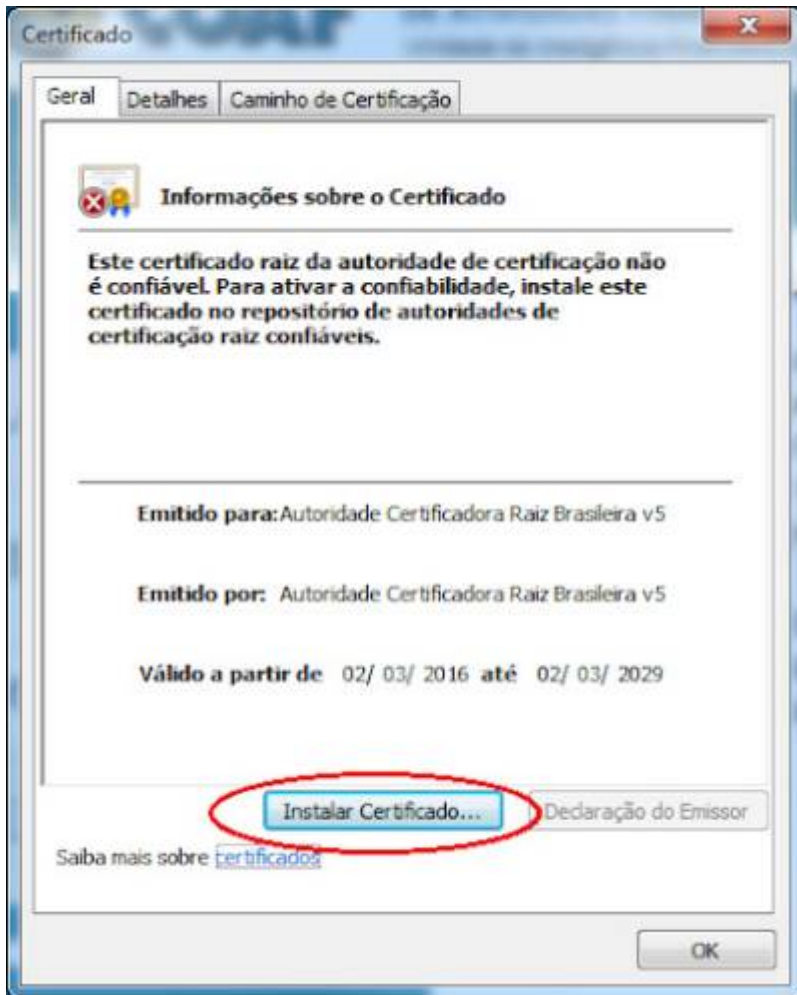 Certificado
Geral Detalhes Caminho de Certificação
Informações sobre o Certificado
Este certificado raiz da autoridade de certificação não
é confiável. Para ativar a confiabilidade, instale este
certificado no repositório de autoridades de
certificação raiz confiáveis.
Emitido para: Autoridade Certificadora Raiz Brasileira v5
Emitido por: Autoridade Certificadora Raiz Brasileira v5
Válido a partir de 02/ 03/ 2016 até 02/ 03/ 2029
Instalar Certificado... Declaração do Emissor
Saiba mais sobre certificados
OK